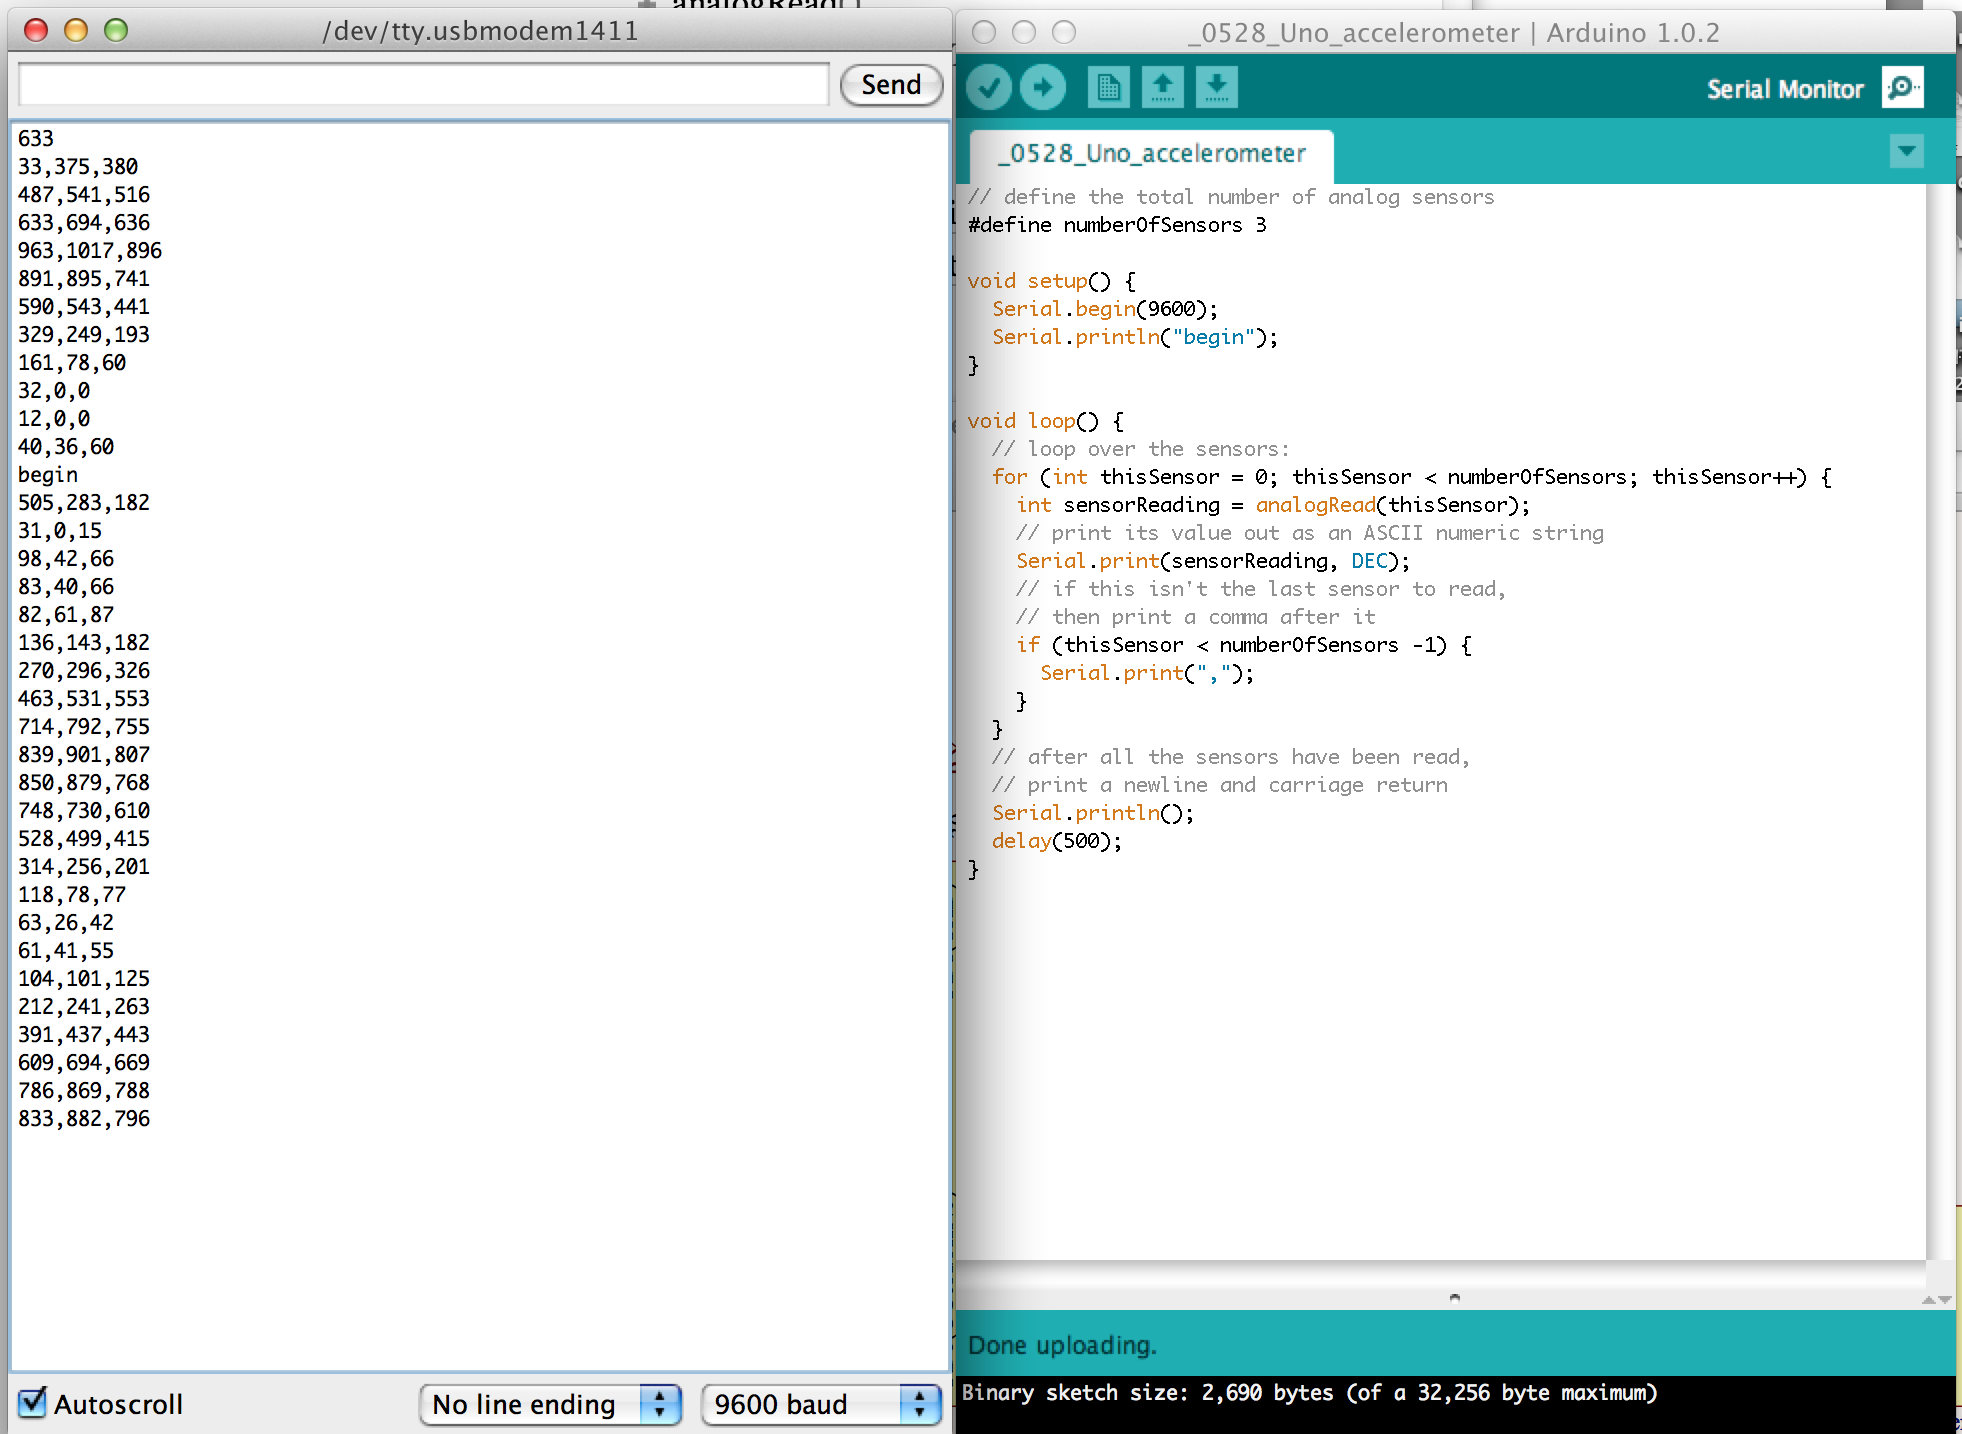 analogRead()
/dev/tty.usbmodem1411
Send
633
33,375,380
487,541,516
633,694,636
963,1017,896
891,895,741
590,543,441
329,249,193
161,78,60
32,0,0
12,0,0
40,36,60
begin
505,283,182
31,0,15
98,42,66
83,40,66
82,61,87
136,143,182
270,296,326
463,531,553
714,792,755
839,901,807
850,879,768
748,730,610
528,499,415
314,256,201
118,78,77
63,26,42
61,41,55
104,101,125
212,241,263
391,437,443
609,694,669
786,869,788
833,882,796
Autoscroll
No line ending
9600 baud
_0528_Uno_accelerometer | Arduino 1.0.2
Serial Monitor
_0528_Uno_accelerometer
// define the total number of analog sensors
#define numberOfSensors 3
void setup() {
  Serial.begin(9600);
  Serial.println("begin");
}
void loop() {
  // loop over the sensors:
  for (int thisSensor = 0; thisSensor < numberOfSensors; thisSensor++) {
    int sensorReading = analogRead(thisSensor);
    // print its value out as an ASCII numeric string
    Serial.print(sensorReading, DEC);
    // if this isn't the last sensor to read,
    // then print a comma after it
    if (thisSensor < numberOfSensors -1) {
      Serial.print(",");
    }
  }
  // after all the sensors have been read,
  // print a newline and carriage return
  Serial.println();
  delay(500);
}
Done uploading.
Binary sketch size: 2,690 bytes (of a 32,256 byte maximum)